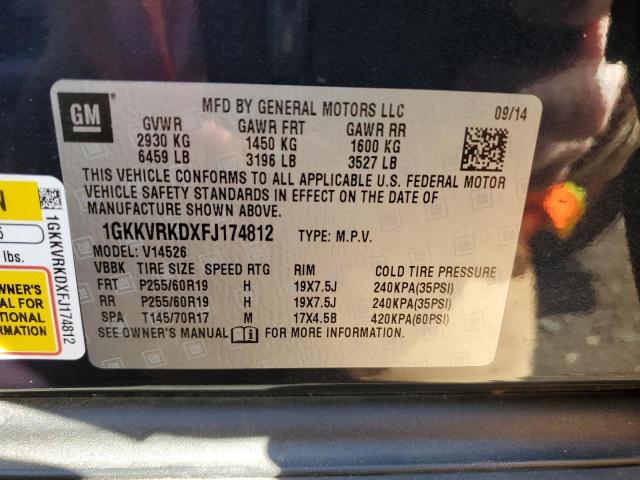 GM
MFD BY GENERAL MOTORS LLC
09/14
GVWR GAWR FRT GAWR RR
2930 KG 1450 KG 1600 KG
6459 LB 3196 LB 3527 LB
THIS VEHICLE CONFORMS TO ALL APPLICABLE U.S. FEDERAL MOTOR
VEHICLE SAFETY STANDARDS IN EFFECT ON THE DATE OF
MANUFACTURE SHOWN ABOVE.
1GKKVRKDXFJ174812 TYPE: M.P.V.
MODEL: V14526
VBBK TIRE SIZE SPEED RTG RIM COLD TIRE PRESSURE
FRT P255/60R19 H 19X7.5J 240KPA(35PSI)
RR P255/60R19 H 19X7.5J 240KPA(35PSI)
SPA T145/70R17 M 17X4.5B 420KPA(60PSI)
SEE OWNER'S MANUAL FOR MORE INFORMATION.
N
5
lbs.
1GKKVRKDXFJ174812
OWNER'S
AL FOR
TIONAL
RMATION